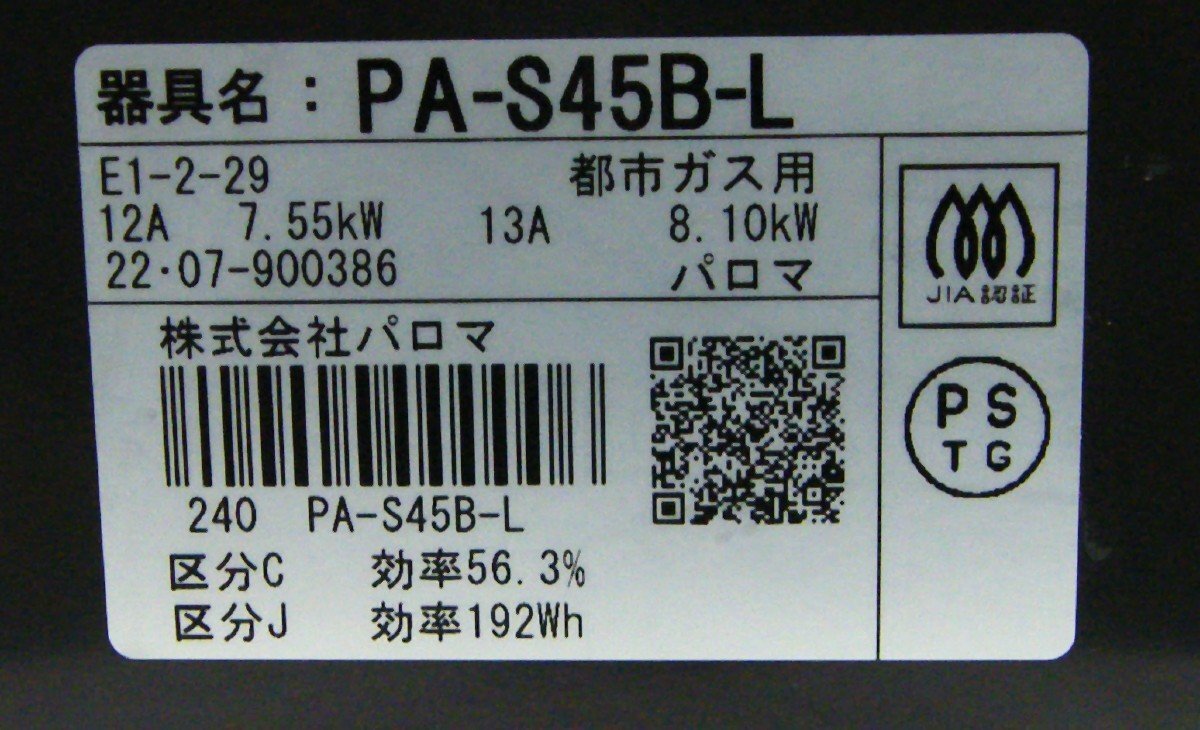 器具名：PA-S45B-L
E1-2-29 都市ガス用
12A 7.55kW 13A 8.10kW
22・07-900386 パロマ
JIA認証
株式会社パロマ
PS
TG
240 PA-S45B-L
区分C 効率56.3%
区分J 効率192Wh